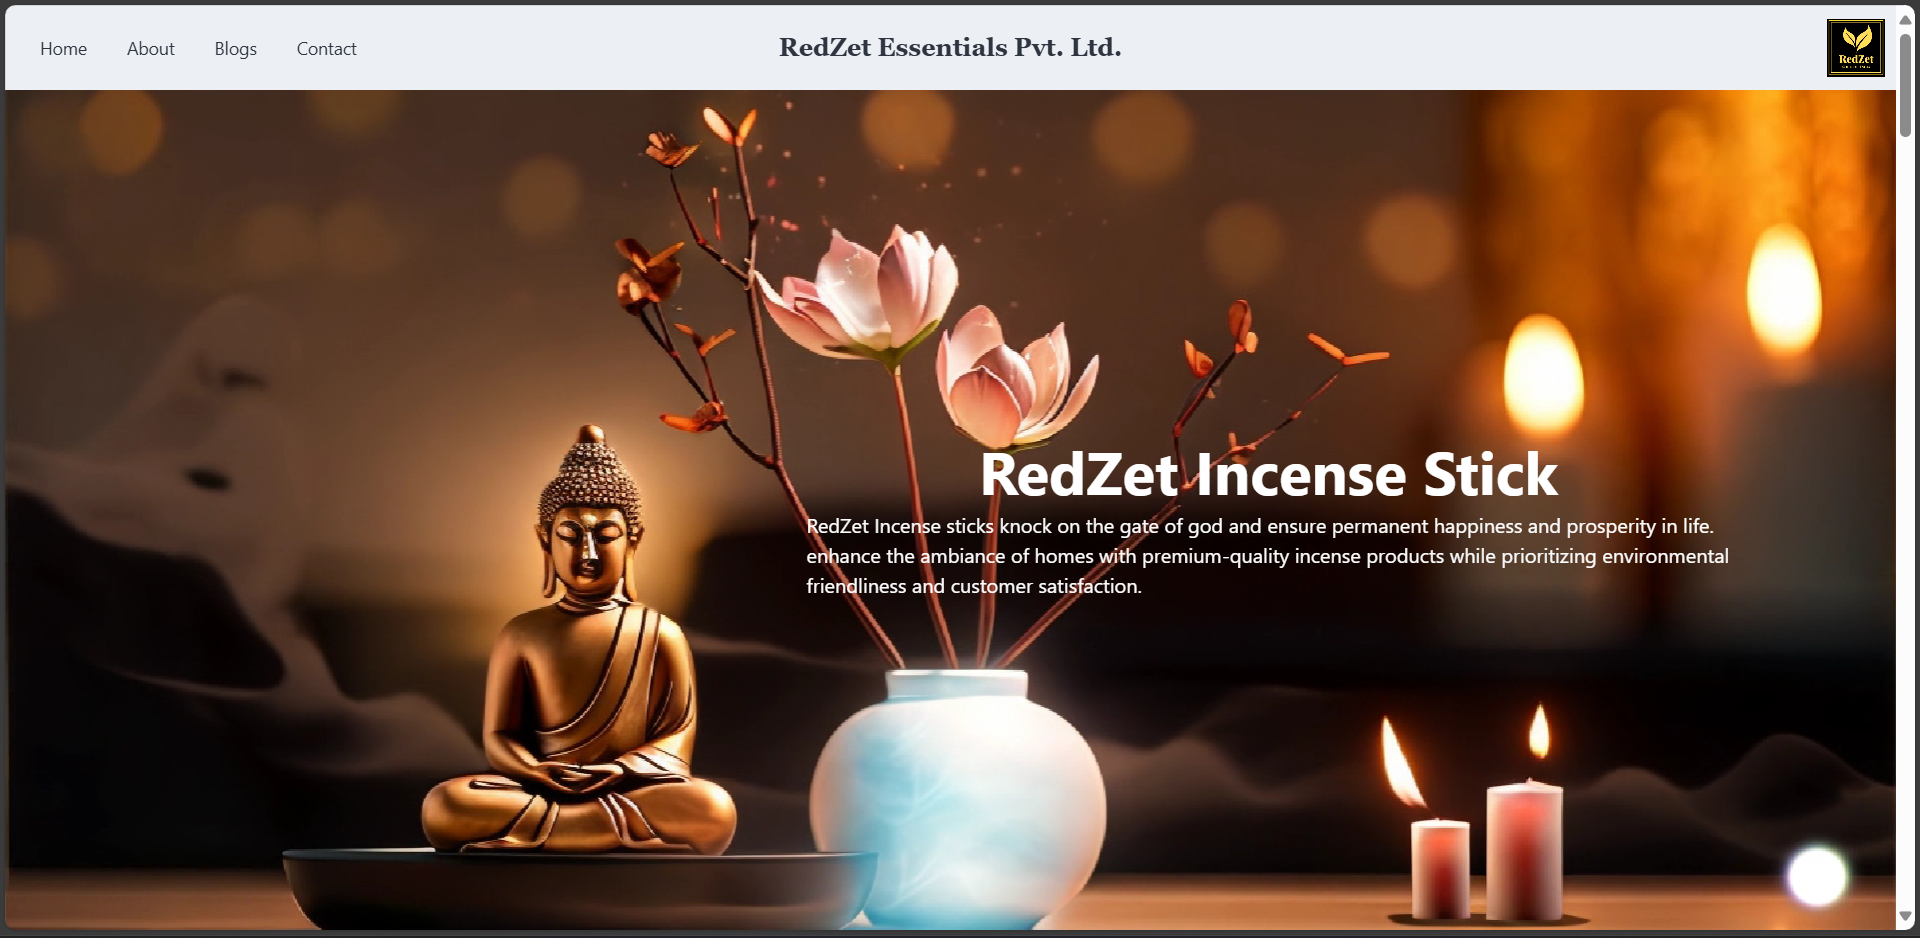 Home About Blogs Contact
RedZet Essentials Pvt. Ltd.
RedZet
RedZet Incense Stick
RedZet Incense sticks knock on the gate of god and ensure permanent happiness and prosperity in life.
enhance the ambiance of homes with premium-quality incense products while prioritizing environmental
friendliness and customer satisfaction.